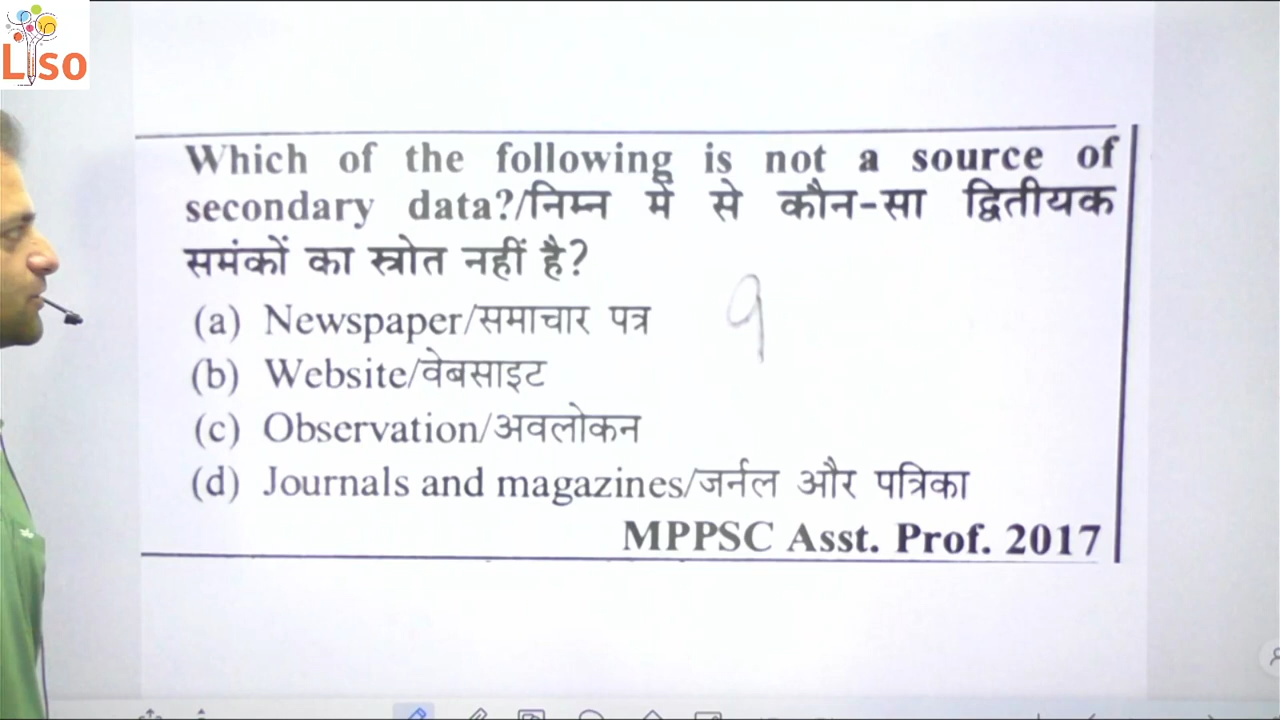 Liso
Which of the following is not a source of
secondary data?/निम्न में से कौन-सा द्वितीयक
समंकों का स्त्रोत नहीं है?
(a) Newspaper/समाचार पत्र
9
(b) Website/वेबसाइट
(c) Observation/अवलोकन
(d) Journals and magazines/जर्नल और पत्रिका
MPPSC Asst. Prof. 2017